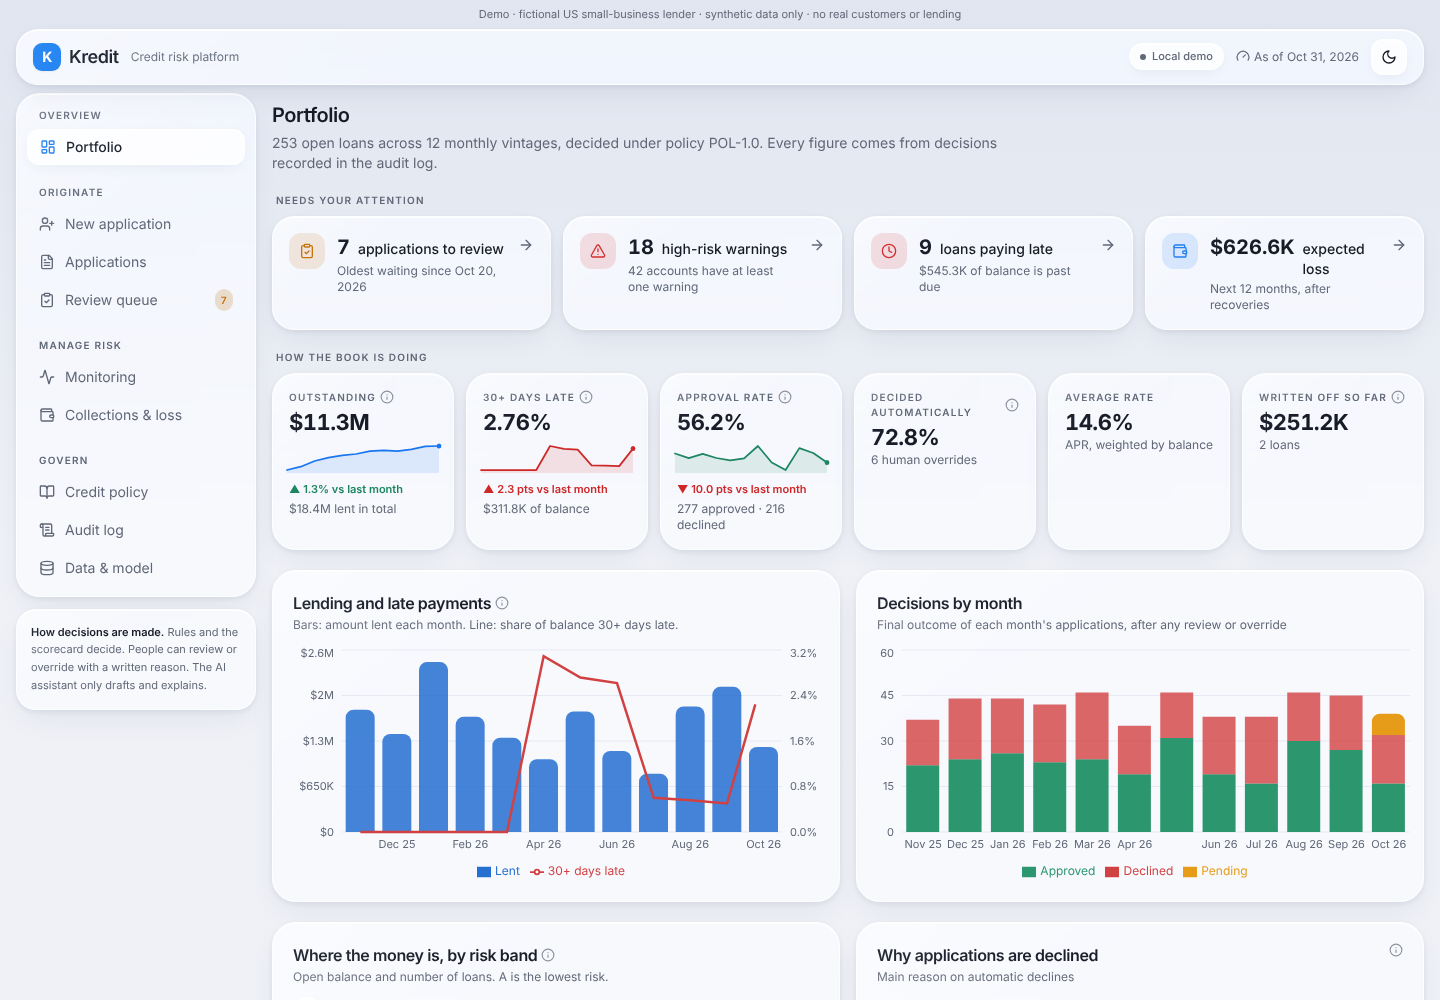 Demo · fictional US small-business lender · synthetic data only · no real customers or lending
K
Kredit
Credit risk platform
Local demo
As of Oct 31, 2026
OVERVIEW
Portfolio
ORIGINATE
New application
Applications
Review queue
7
MANAGE RISK
Monitoring
Collections & loss
GOVERN
Credit policy
Audit log
Data & model
How decisions are made. Rules and the
scorecard decide. People can review or
override with a written reason. The AI
assistant only drafts and explains.
Portfolio
253 open loans across 12 monthly vintages, decided under policy POL-1.0. Every figure comes from decisions
recorded in the audit log.
NEEDS YOUR ATTENTION
7 applications to review
Oldest waiting since Oct 20,
2026
18 high-risk warnings
42 accounts have at least
one warning
9 loans paying late
$545.3K of balance is past
due
$626.6K expected
loss
Next 12 months, after
recoveries
HOW THE BOOK IS DOING
OUTSTANDING
$11.3M
▲ 1.3% vs last month
$18.4M lent in total
30+ DAYS LATE
2.76%
▲ 2.3 pts vs last month
$311.8K of balance
APPROVAL RATE
56.2%
▼ 10.0 pts vs last month
277 approved · 216
declined
DECIDED
AUTOMATICALLY
72.8%
6 human overrides
AVERAGE RATE
14.6%
APR, weighted by balance
WRITTEN OFF SO FAR
$251.2K
2 loans
Lending and late payments
Bars: amount lent each month. Line: share of balance 30+ days late.
$2.6M
$2M
$1.3M
$650K
$0
3.2%
2.4%
1.6%
0.8%
0.0%
Dec 25 Feb 26 Apr 26 Jun 26 Aug 26 Oct 26
Lent 30+ days late
Decisions by month
Final outcome of each month's applications, after any review or override
60
45
30
15
0
Nov 25 Dec 25 Jan 26 Feb 26 Mar 26 Apr 26 Jun 26 Jul 26 Aug 26 Sep 26 Oct 26
Approved Declined Pending
Where the money is, by risk band
Open balance and number of loans. A is the lowest risk.
Why applications are declined
Main reason on automatic declines